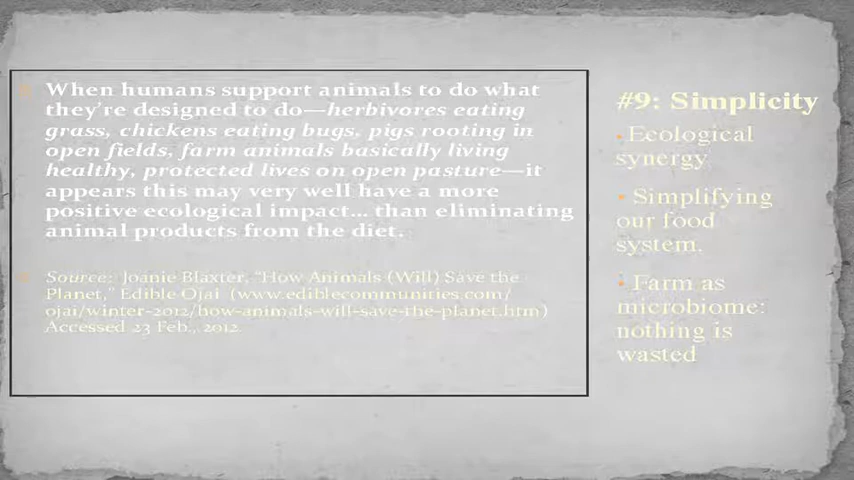 When humans support animals to do what
they're designed to do—herbivores eating
grass, chickens eating bugs, pigs rooting in
open fields, farm animals basically living
healthy, protected lives on open pasture—it
appears this may very well have a more
positive ecological impact... than eliminating
animal products from the diet.
Source: Joanie Blaxter, "How Animals (Will) Save the
Planet," Edible Ojai (www.ediblecommunities.com/
ojai/winter-2012/how-animals-will-save-the-planet.htm)
Accessed 23 Feb., 2012.
#9: Simplicity
• Ecological
synergy
• Simplifying
our food
system.
• Farm as
microbiome:
nothing is
wasted